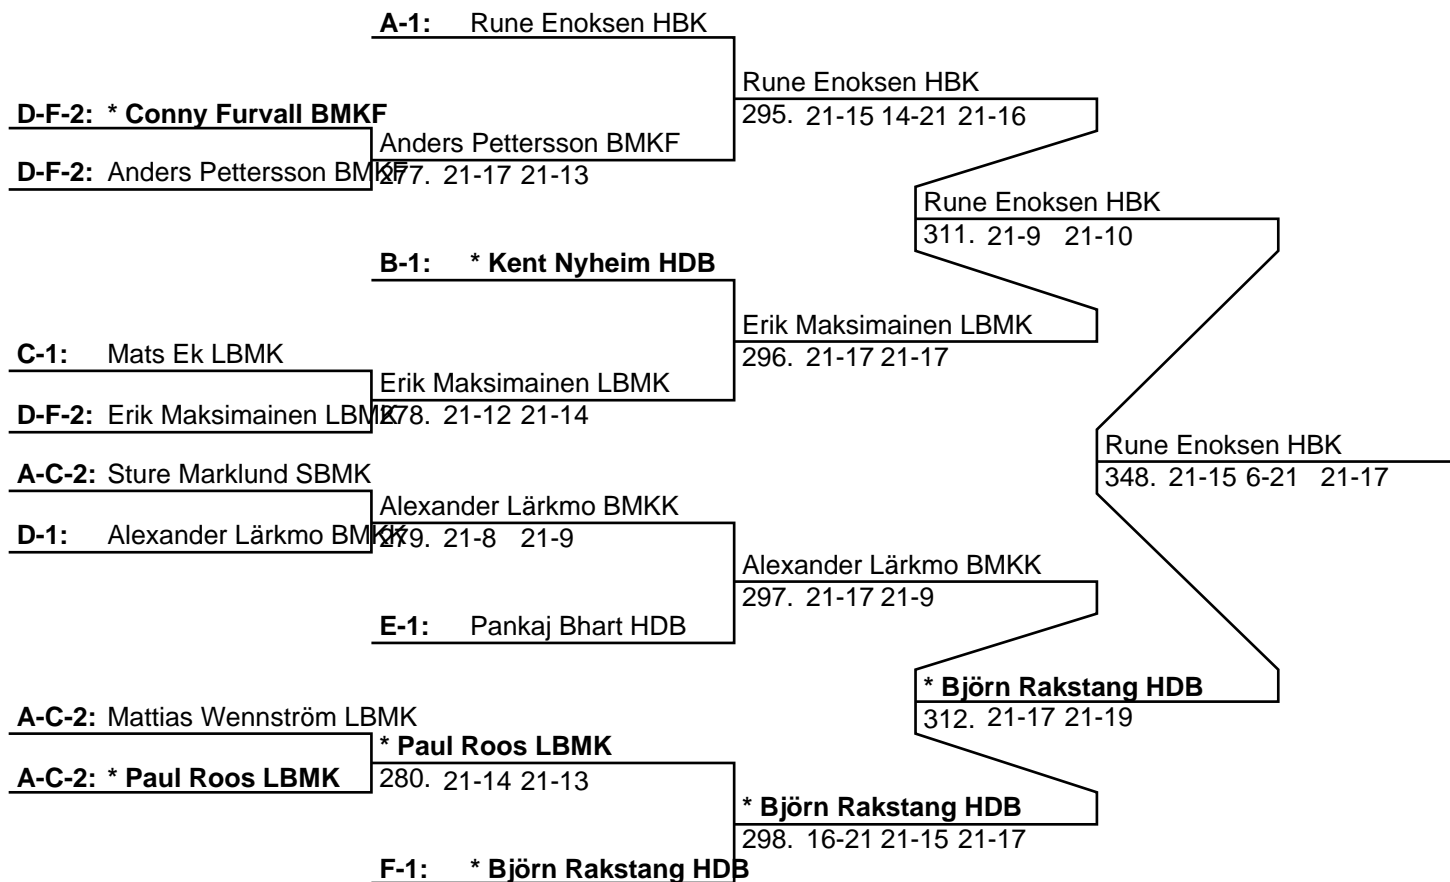 A-1: Rune Enoksen HBK
Rune Enoksen HBK
D-F-2: * Conny Furvall BMKF
295. 21-15 14-21 21-16
Anders Pettersson BMKF
D-F-2: Anders Pettersson BMKF
277. 21-17 21-13
Rune Enoksen HBK
311. 21-9 21-10
B-1: * Kent Nyheim HDB
Erik Maksimainen LBMK
C-1: Mats Ek LBMK
296. 21-17 21-17
Erik Maksimainen LBMK
D-F-2: Erik Maksimainen LBMK
278. 21-12 21-14
Rune Enoksen HBK
348. 21-15 6-21 21-17
A-C-2: Sture Marklund SBMK
Alexander Lärkmo BMKK
D-1: Alexander Lärkmo BMKK
279. 21-8 21-9
Alexander Lärkmo BMKK
297. 21-17 21-9
E-1: Pankaj Bhart HDB
* Björn Rakstang HDB
312. 21-17 21-19
A-C-2: Mattias Wennström LBMK
* Paul Roos LBMK
A-C-2: * Paul Roos LBMK
280. 21-14 21-13
* Björn Rakstang HDB
298. 16-21 21-15 21-17
F-1: * Björn Rakstang HDB